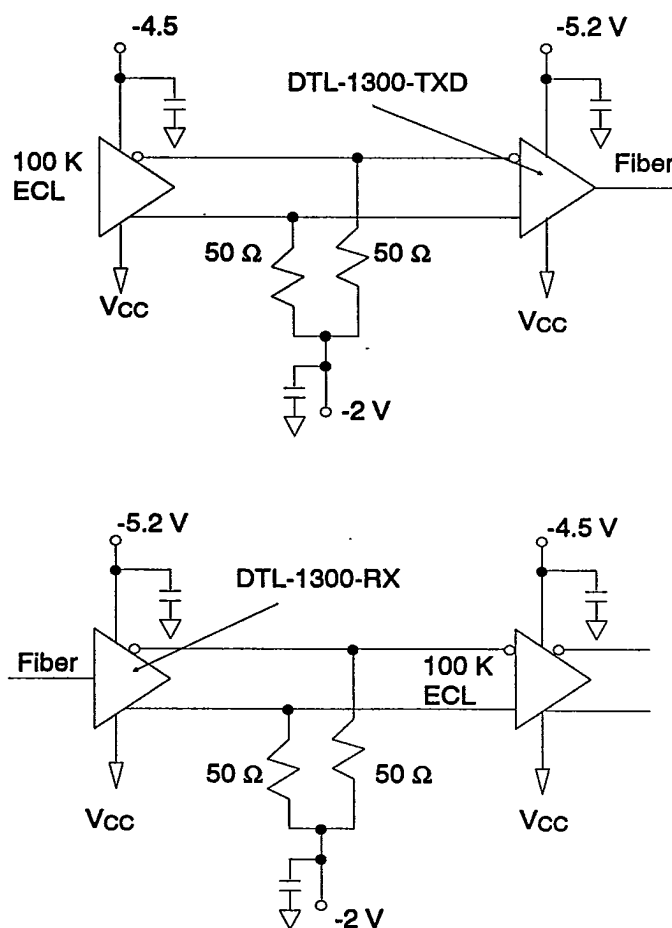 -4.5
-5.2 V
DTL-1300-TXD
100 K
ECL
Fiber
50 Ω
50 Ω
VCC
VCC
-2 V
-5.2 V
-4.5 V
DTL-1300-RX
Fiber
100 K
ECL
50 Ω
50 Ω
VCC
VCC
-2 V